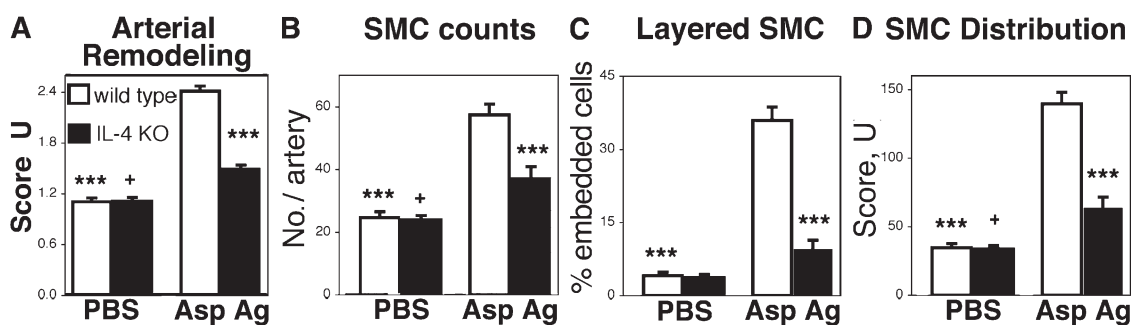 A Arterial Remodeling
Score U
2.4
1.8
1.2
0.6
0.0
wild type
IL-4 KO
***
+
***
PBS
Asp Ag
B SMC counts
No./ artery
60
40
20
0
***
+
***
PBS
Asp Ag
C Layered SMC
% embedded cells
45
30
15
0
***
***
PBS
Asp Ag
D SMC Distribution
Score, U
150
100
50
0
***
+
***
PBS
Asp Ag